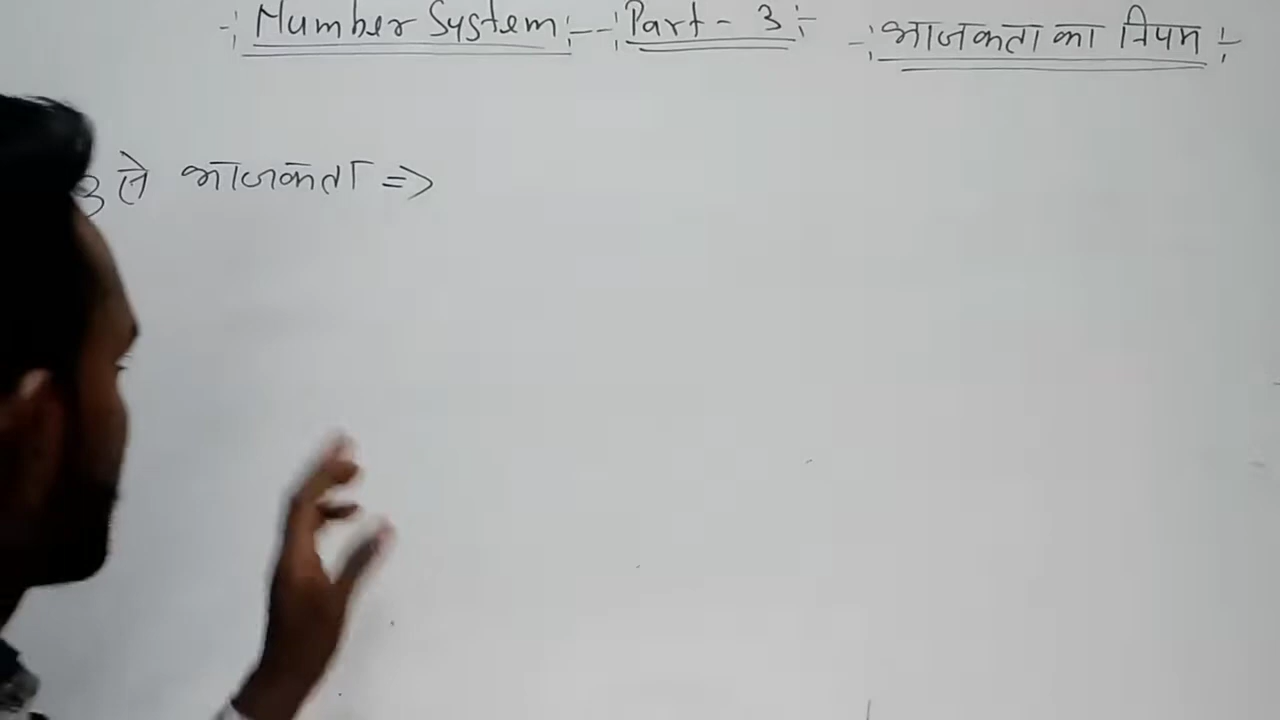 -: Number System :- -: Part - 3 :- -: भाजकता का नियम :-
3 से भाजकता =>